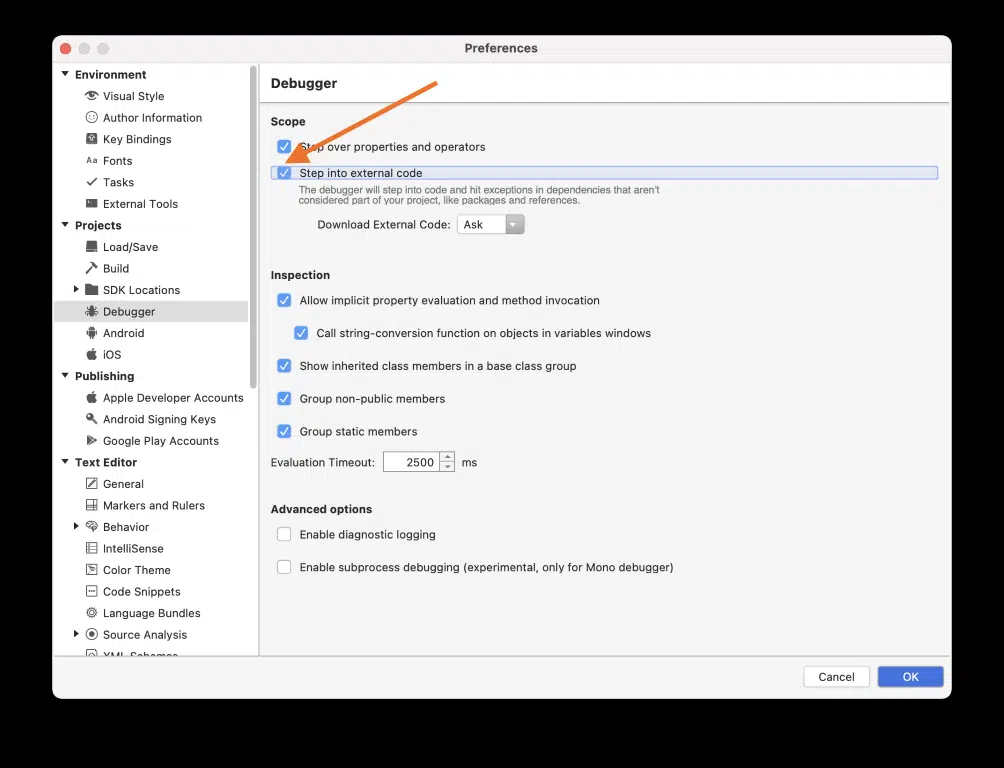 Preferences
Environment
Visual Style
Author Information
Key Bindings
Aa Fonts
Tasks
External Tools
Projects
Load/Save
Build
SDK Locations
Debugger
Android
iOS
Publishing
Apple Developer Accounts
Android Signing Keys
Google Play Accounts
Text Editor
General
Markers and Rulers
Behavior
IntelliSense
Color Theme
Code Snippets
Language Bundles
Source Analysis
XML Schemas
Debugger
Scope
Step over properties and operators
Step into external code
The debugger will step into code and hit exceptions in dependencies that aren't
considered part of your project, like packages and references.
Download External Code: Ask
Inspection
Allow implicit property evaluation and method invocation
Call string-conversion function on objects in variables windows
Show inherited class members in a base class group
Group non-public members
Group static members
Evaluation Timeout: 2500 ms
Advanced options
Enable diagnostic logging
Enable subprocess debugging (experimental, only for Mono debugger)
Cancel OK